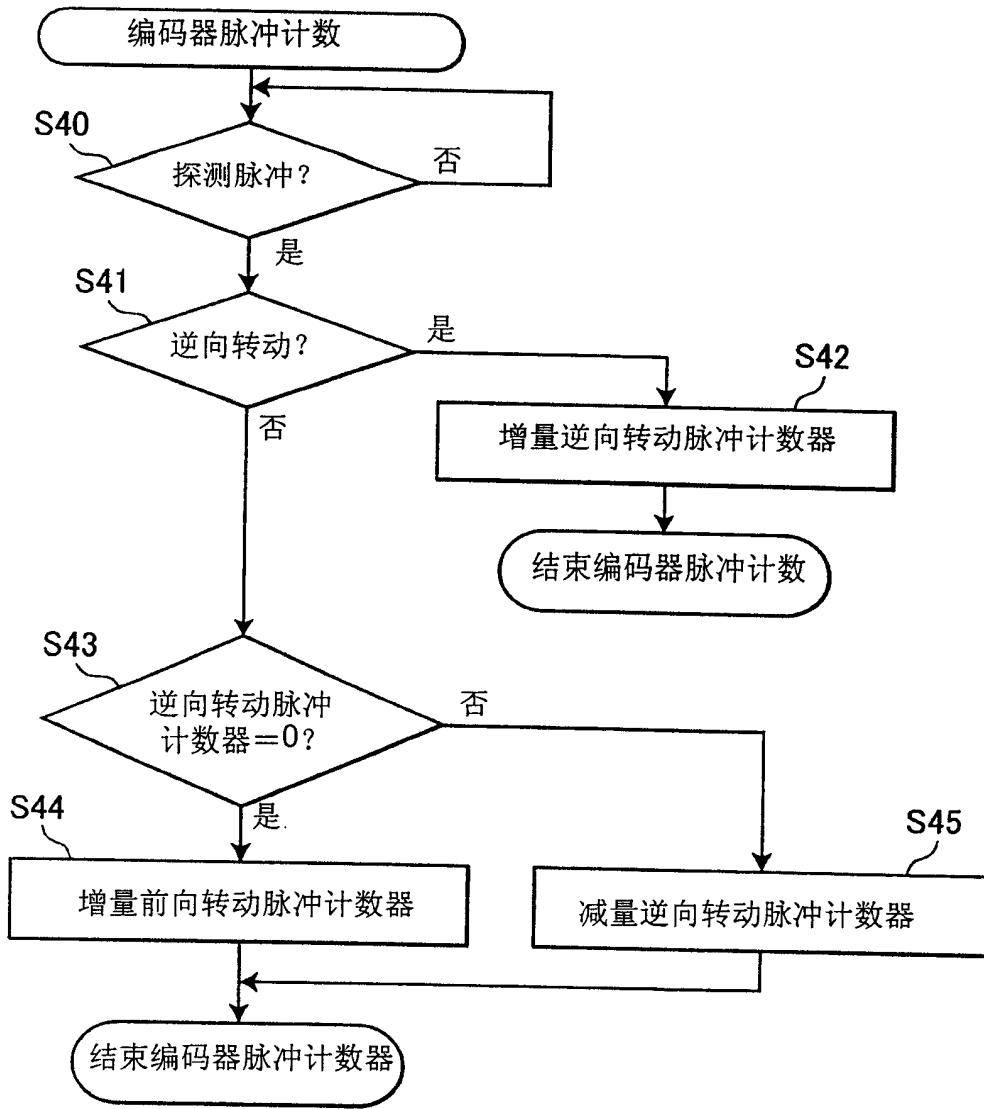 编码器脉冲计数
S40
探测脉冲?
否
是
S41
逆向转动?
是
否
S42
增量逆向转动脉冲计数器
结束编码器脉冲计数
S43
逆向转动脉冲
计数器=0?
否
是
S44
增量前向转动脉冲计数器
S45
减量逆向转动脉冲计数器
结束编码器脉冲计数器